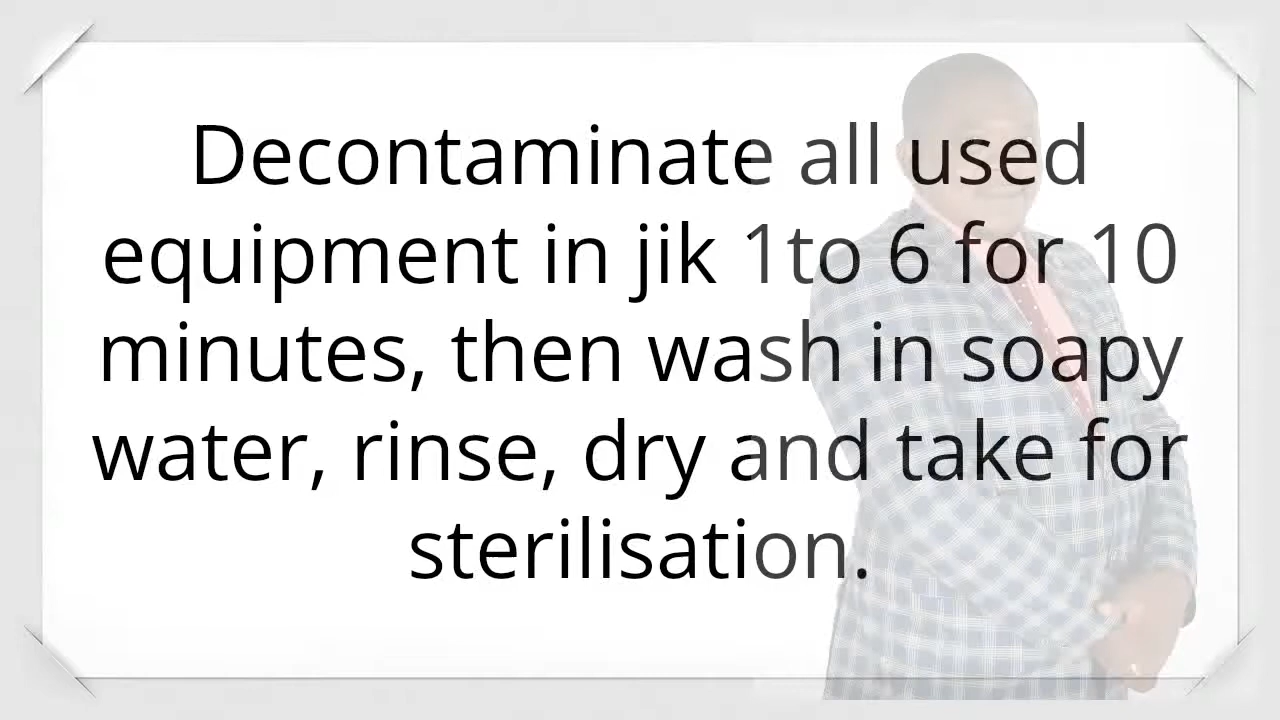 Decontaminate all used
equipment in jik 1to 6 for 10
minutes, then wash in soapy
water, rinse, dry and take for
sterilisation.